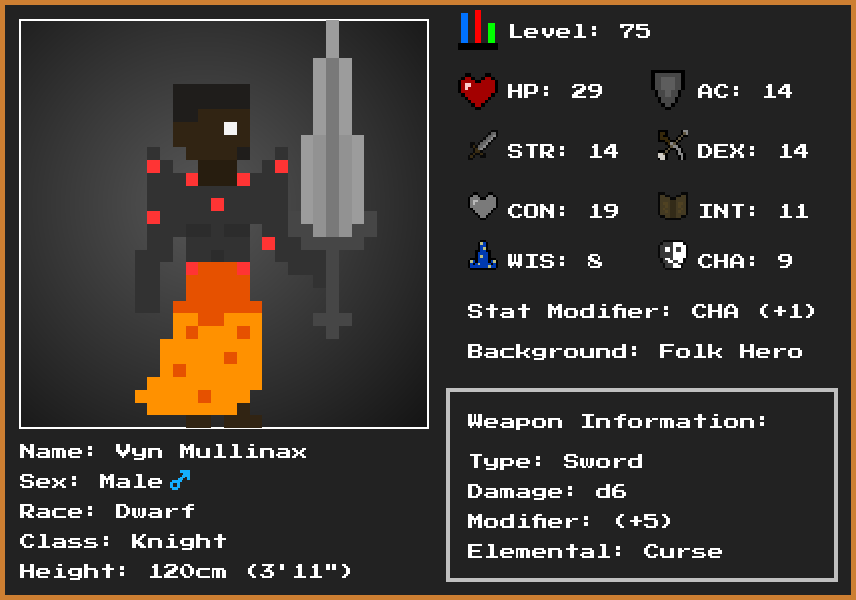 Level: 75
HP: 29
AC: 14
STR: 14
DEX: 14
CON: 19
INT: 11
WIS: 8
CHA: 9
Stat Modifier: CHA (+1)
Background: Folk Hero
Weapon Information:
Type: Sword
Damage: d6
Modifier: (+5)
Elemental: Curse
Name: Vyn Mullinax
Sex: Male ♂
Race: Dwarf
Class: Knight
Height: 120cm (3'11")